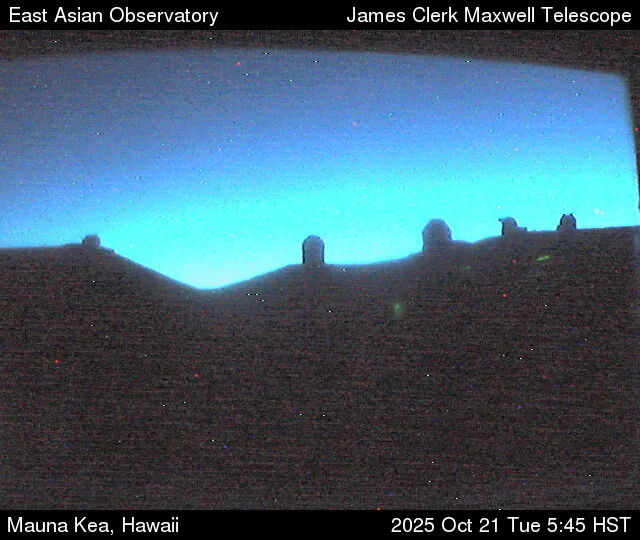 East Asian Observatory
James Clerk Maxwell Telescope
Mauna Kea, Hawaii
2025 Oct 21 Tue 5:45 HST